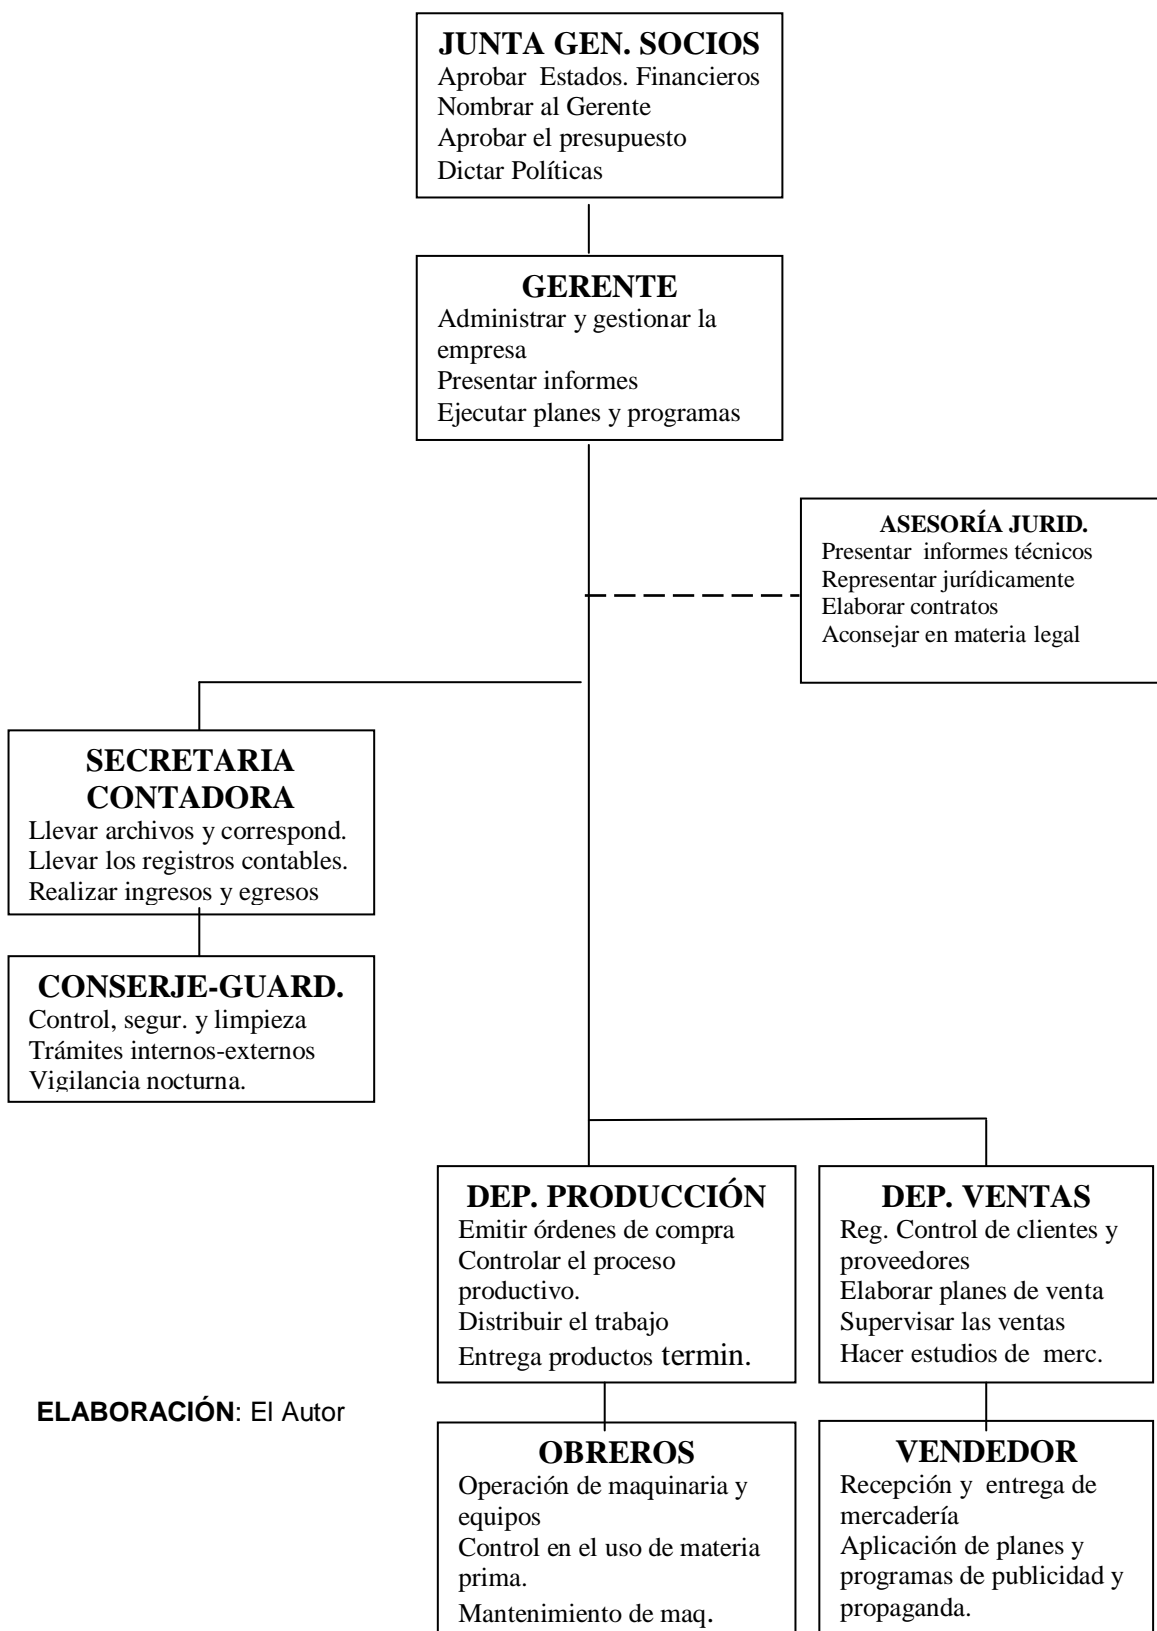 JUNTA GEN. SOCIOS
Aprobar Estados. Financieros
Nombrar al Gerente
Aprobar el presupuesto
Dictar Políticas
GERENTE
Administrar y gestionar la
empresa
Presentar informes
Ejecutar planes y programas
ASESORÍA JURID.
Presentar informes técnicos
Representar jurídicamente
Elaborar contratos
Aconsejar en materia legal
SECRETARIA
CONTADORA
Llevar archivos y correspond.
Llevar los registros contables.
Realizar ingresos y egresos
CONSERJE-GUARD.
Control, segur. y limpieza
Trámites internos-externos
Vigilancia nocturna.
DEP. PRODUCCIÓN
Emitir órdenes de compra
Controlar el proceso
productivo.
Distribuir el trabajo
Entrega productos termin.
DEP. VENTAS
Reg. Control de clientes y
proveedores
Elaborar planes de venta
Supervisar las ventas
Hacer estudios de merc.
ELABORACIÓN: El Autor
OBREROS
Operación de maquinaria y
equipos
Control en el uso de materia
prima.
Mantenimiento de maq.
VENDEDOR
Recepción y entrega de
mercadería
Aplicación de planes y
programas de publicidad y
propaganda.